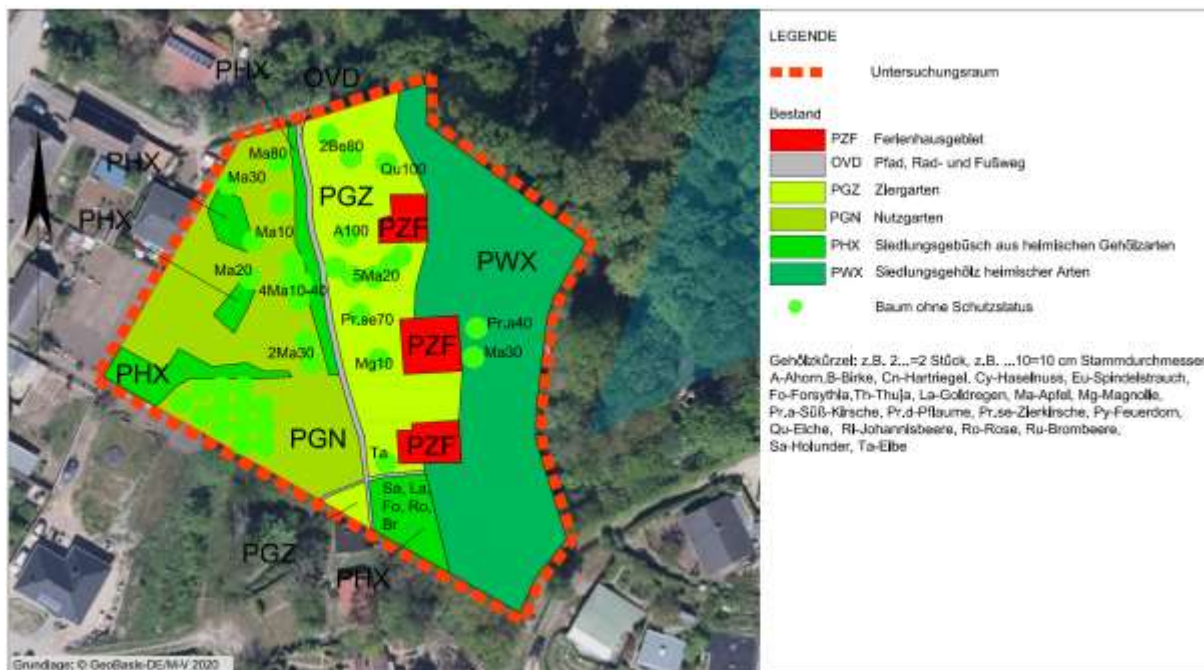 PHX
OVD
PHX
Ma80
2Be80
Ma30
Qu100
PGZ
PHX
PZF
Ma10
A100
PWX
Ma20
5Ma20
4Ma10-40
Pr.se70
Pr.a40
PZF
2Ma30
Ma30
Mg10
PHX
PGN
PZF
Ta
Sa, La,
Fo, Ro,
Br
PGZ
PHX
Grundlage: © GeoBasis-DE/M-V 2020
LEGENDE
Untersuchungsraum
Bestand
PZF Ferienhausgebiet
OVD Pfad, Rad- und Fußweg
PGZ Ziergarten
PGN Nutzgarten
PHX Siedlungsgebüsch aus heimischen Gehölzarten
PWX Siedlungsgehölz heimischer Arten
Baum ohne Schutzstatus
Gehölzkürzel: z.B. 2...=2 Stück, z.B. ...10=10 cm Stammdurchmesser
A-Ahorn,B-Birke, Cn-Hartriegel, Cy-Haselnuss, Eu-Spindelstrauch,
Fo-Forsythia,Th-Thuja, La-Goldregen, Ma-Apfel, Mg-Magnolie,
Pr.a-Süß-Kirsche, Pr.d-Pflaume, Pr.se-Zierkirsche, Py-Feuerdorn,
Qu-Eiche, Ri-Johannisbeere, Ro-Rose, Ru-Brombeere,
Sa-Holunder, Ta-Eibe